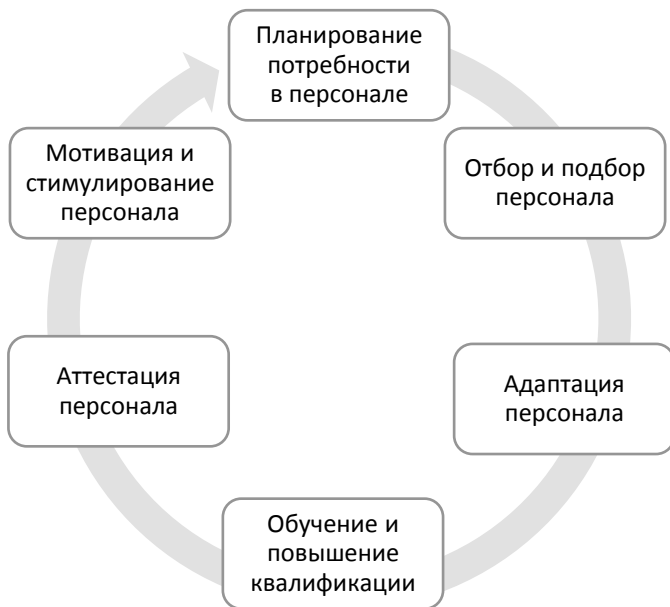 Планирование
потребности
в персонале
Отбор и подбор
персонала
Адаптация
персонала
Обучение и
повышение
квалификации
Аттестация
персонала
Мотивация и
стимулирование
персонала